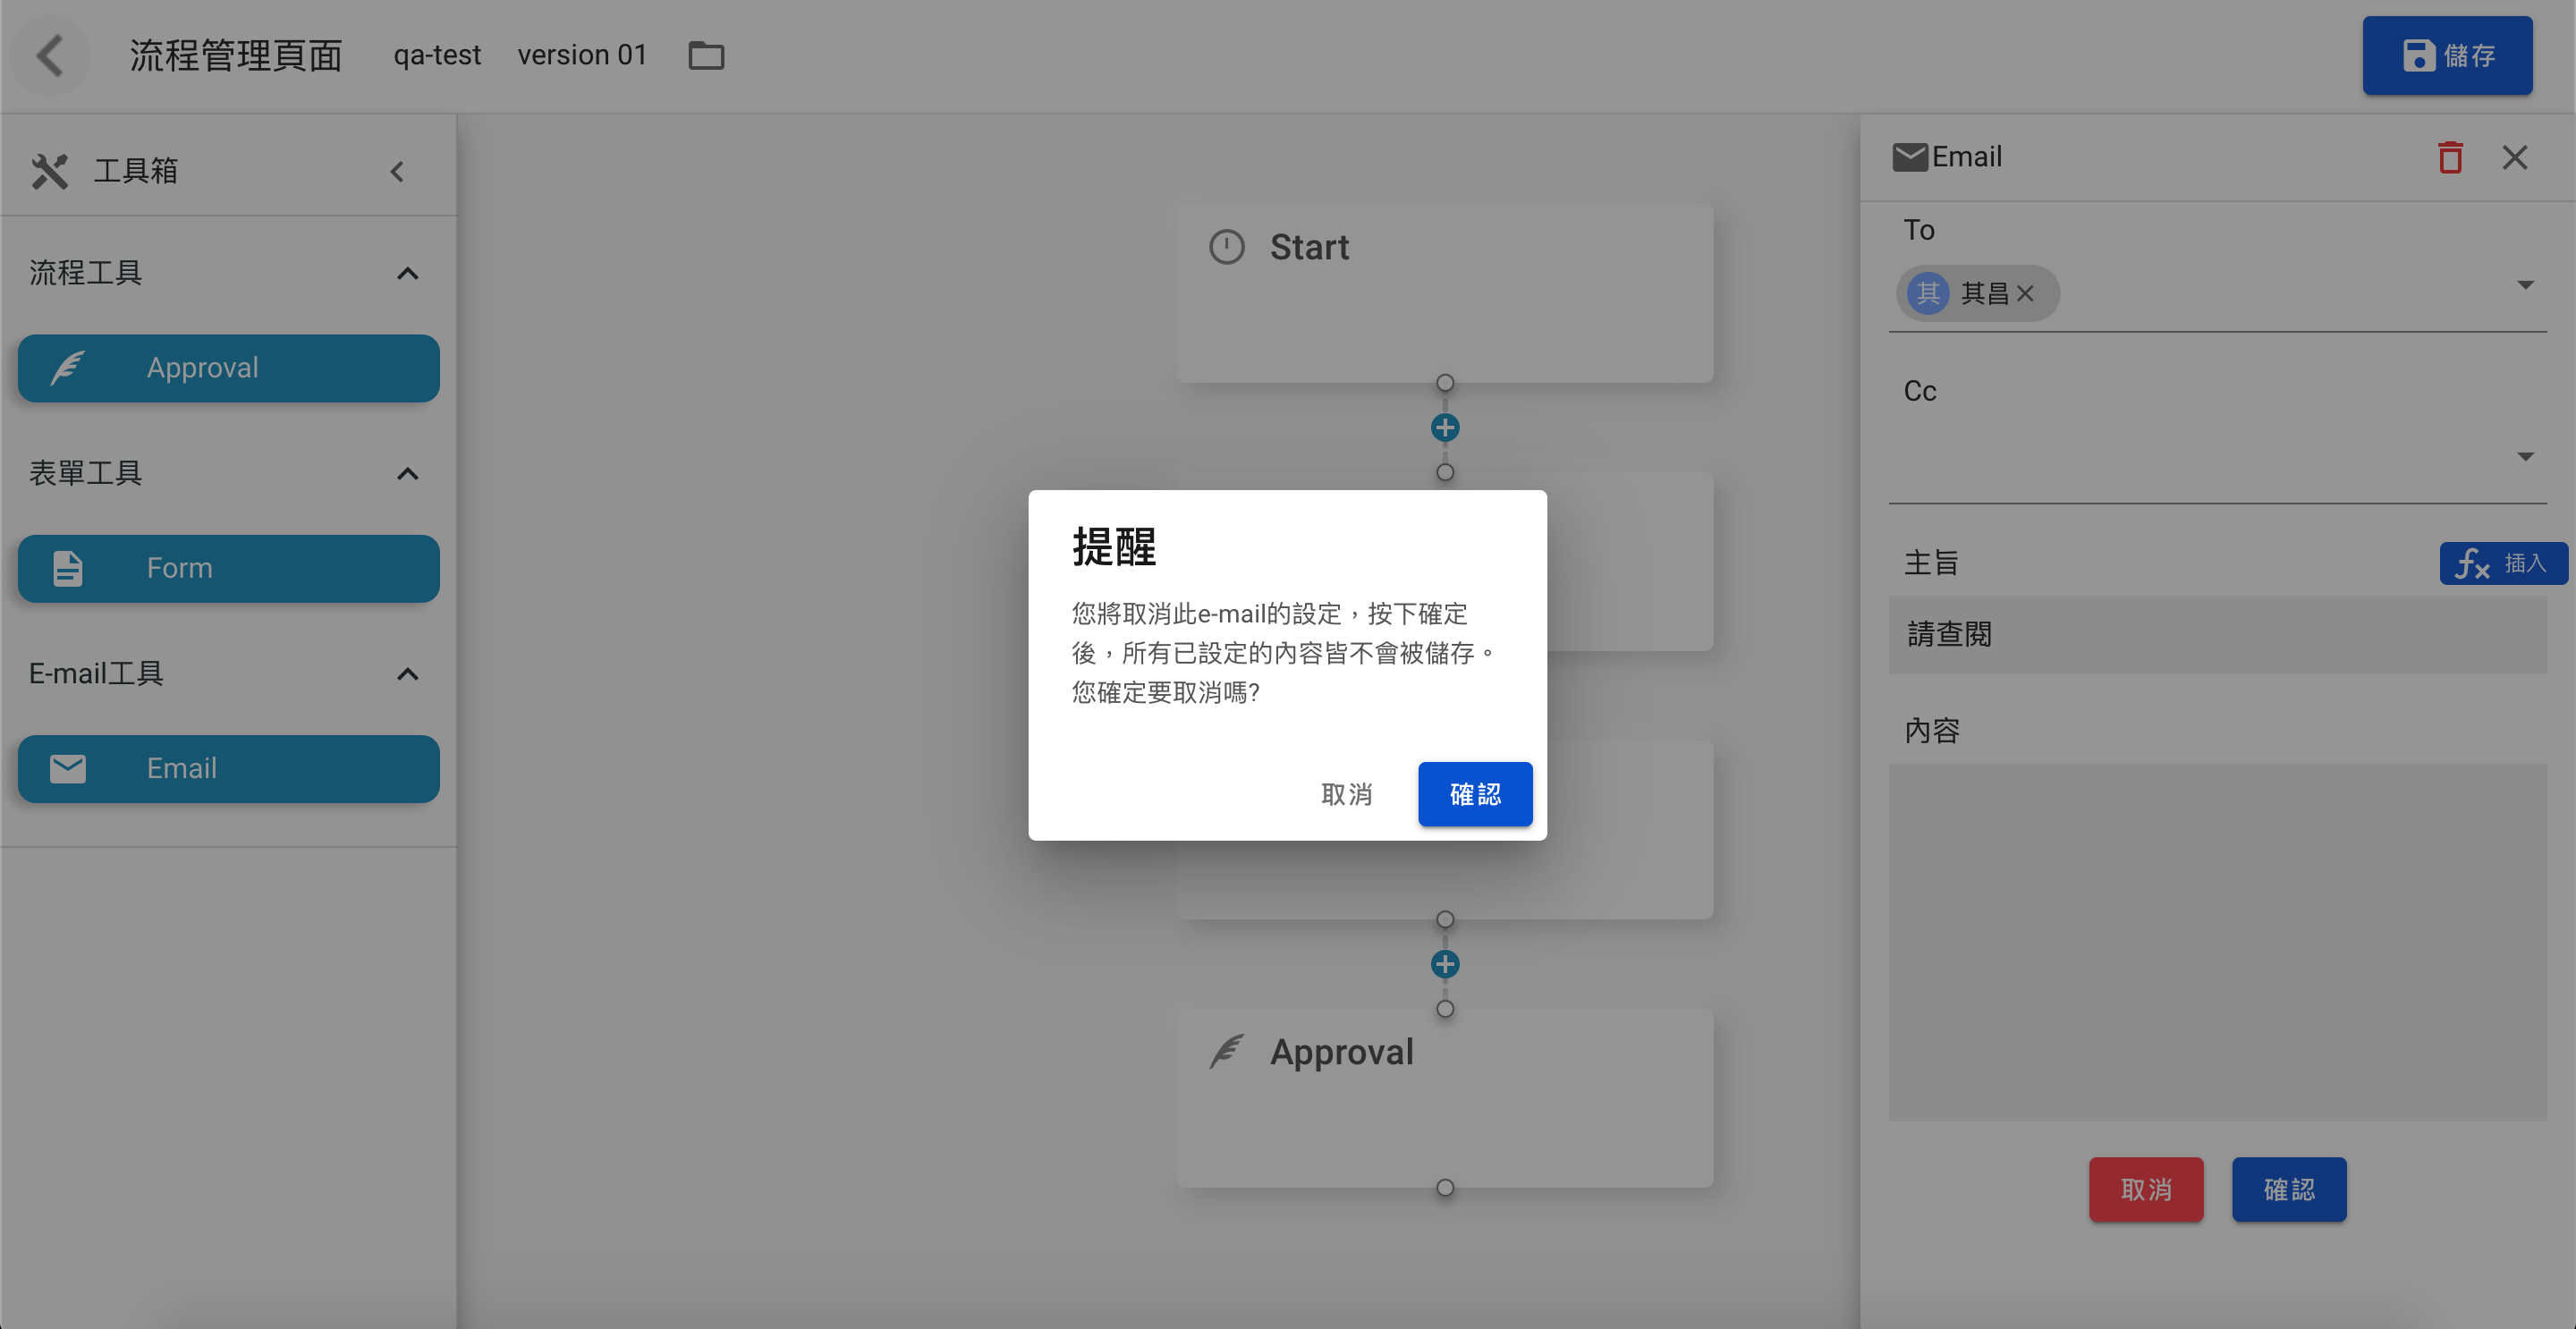 流程管理頁面 qa-test version 01
儲存
工具箱
流程工具
Approval
表單工具
Form
E-mail工具
Email
Start
Approval
提醒
您將取消此e-mail的設定，按下確定
後，所有已設定的內容皆不會被儲存。
您確定要取消嗎?
取消 確認
Email
To
其 其昌
Cc
主旨
fx 插入
請查閱
內容
取消 確認